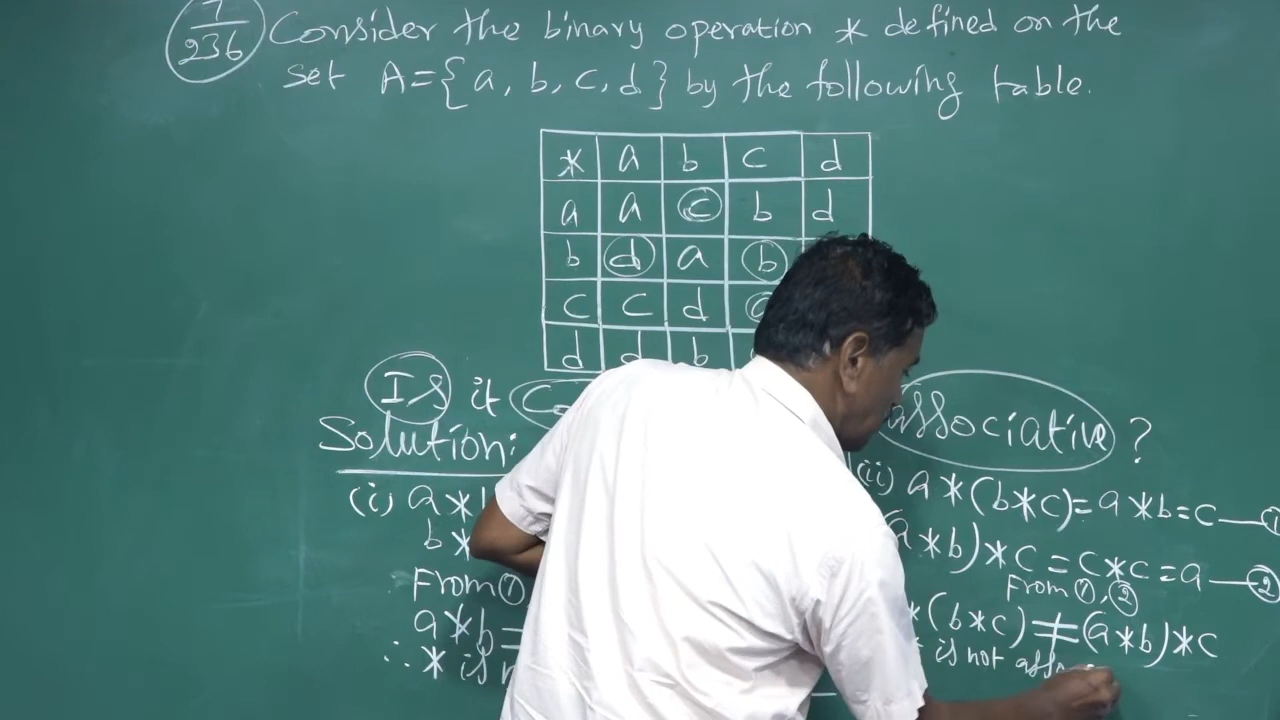 7/236 Consider the binary operation * defined on the
set A={a, b, c, d} by the following table.
* a b c d
a a c b d
b d a b
c c d
d d b
Is it associative?
Solution:
(i) a*
b*
From ①
a*b=
∴ * is
(ii) a*(b*c)=a*b=c—①
a*b)*c=c*c=a—②
From ①,②
*(b*c)≠(a*b)*c
is not